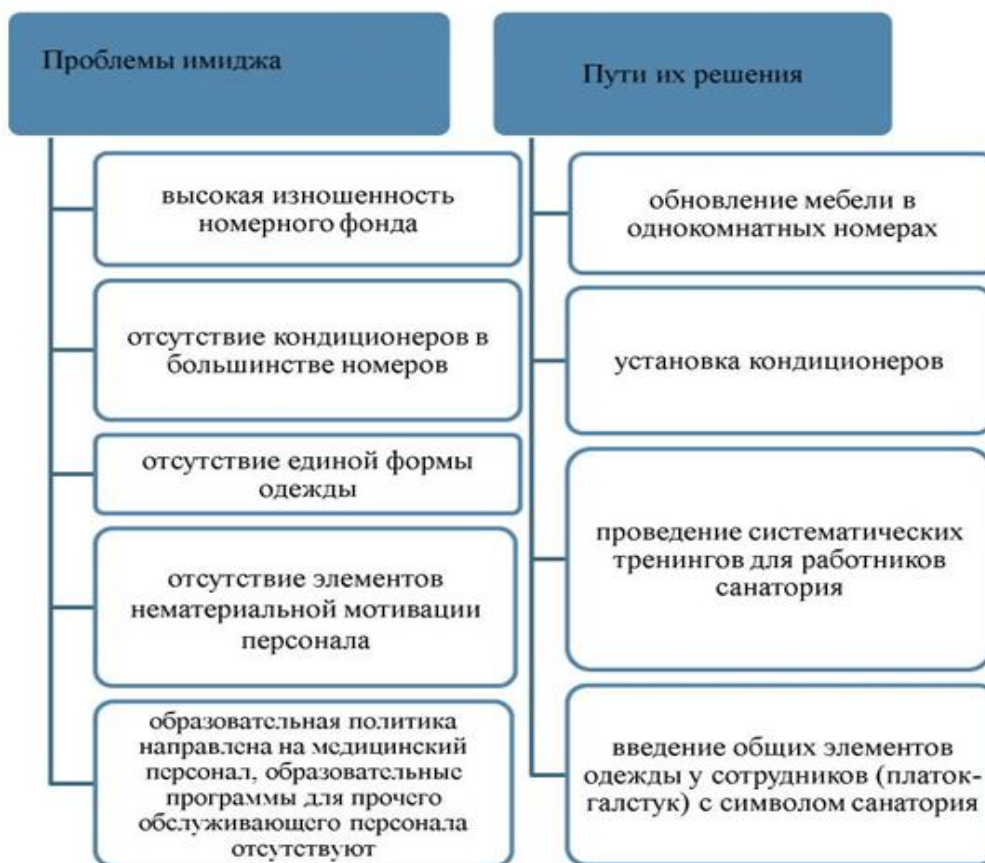 Проблемы имиджа
высокая изношенность
номерного фонда
отсутствие кондиционеров в
большинстве номеров
отсутствие единой формы
одежды
отсутствие элементов
нематериальной мотивации
персонала
образовательная политика
направлена на медицинский
персонал, образовательные
программы для прочего
обслуживающего персонала
отсутствуют
Пути их решения
обновление мебели в
однокомнатных номерах
установка кондиционеров
проведение систематических
тренингов для работников
санатория
введение общих элементов
одежды у сотрудников (платок-
галстук) с символом санатория